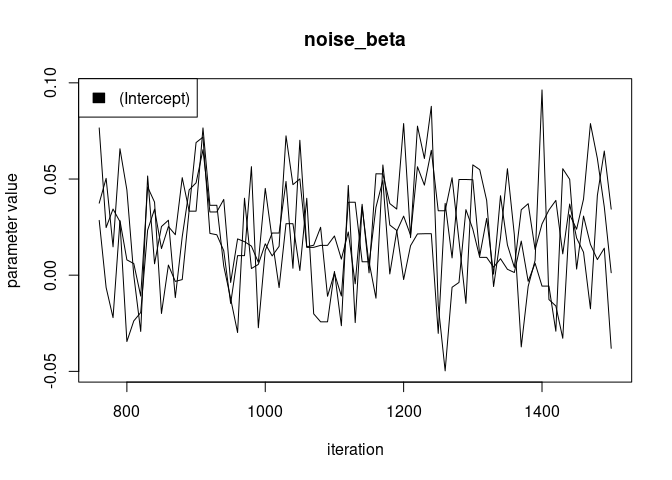 noise_beta
(Intercept)
0.10
0.05
0.00
-0.05
parameter value
800
1000
1200
1400
iteration